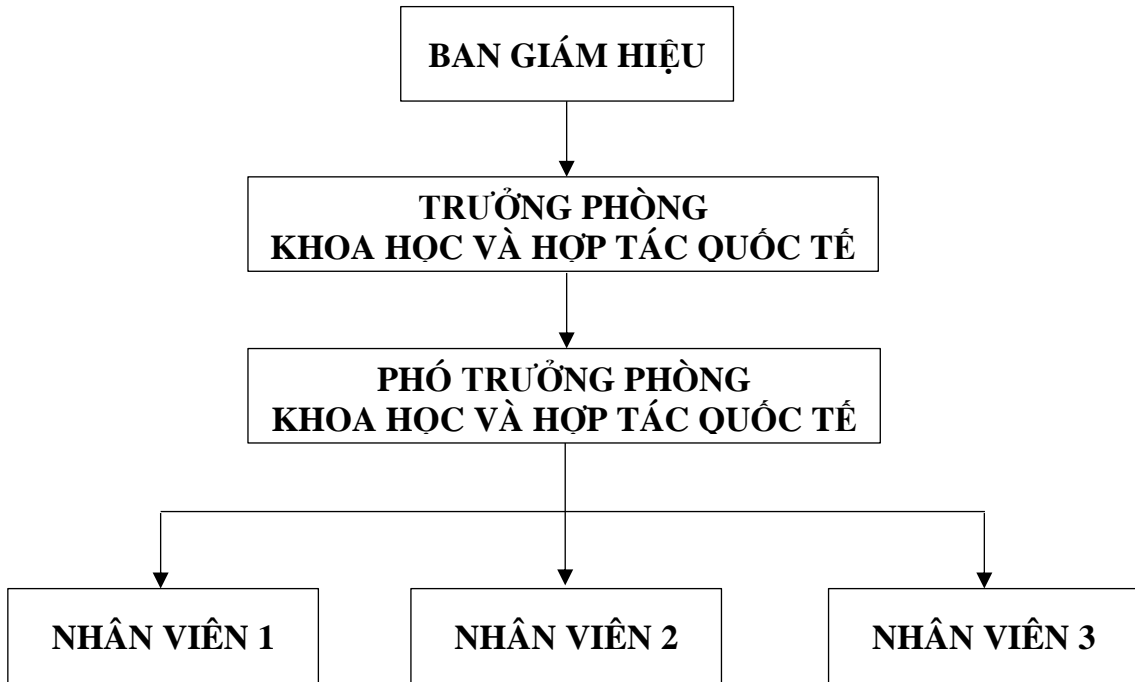 BAN GIÁM HIỆU
TRƯỞNG PHÒNG
KHOA HỌC VÀ HỢP TÁC QUỐC TẾ
PHÓ TRƯỞNG PHÒNG
KHOA HỌC VÀ HỢP TÁC QUỐC TẾ
NHÂN VIÊN 1
NHÂN VIÊN 2
NHÂN VIÊN 3